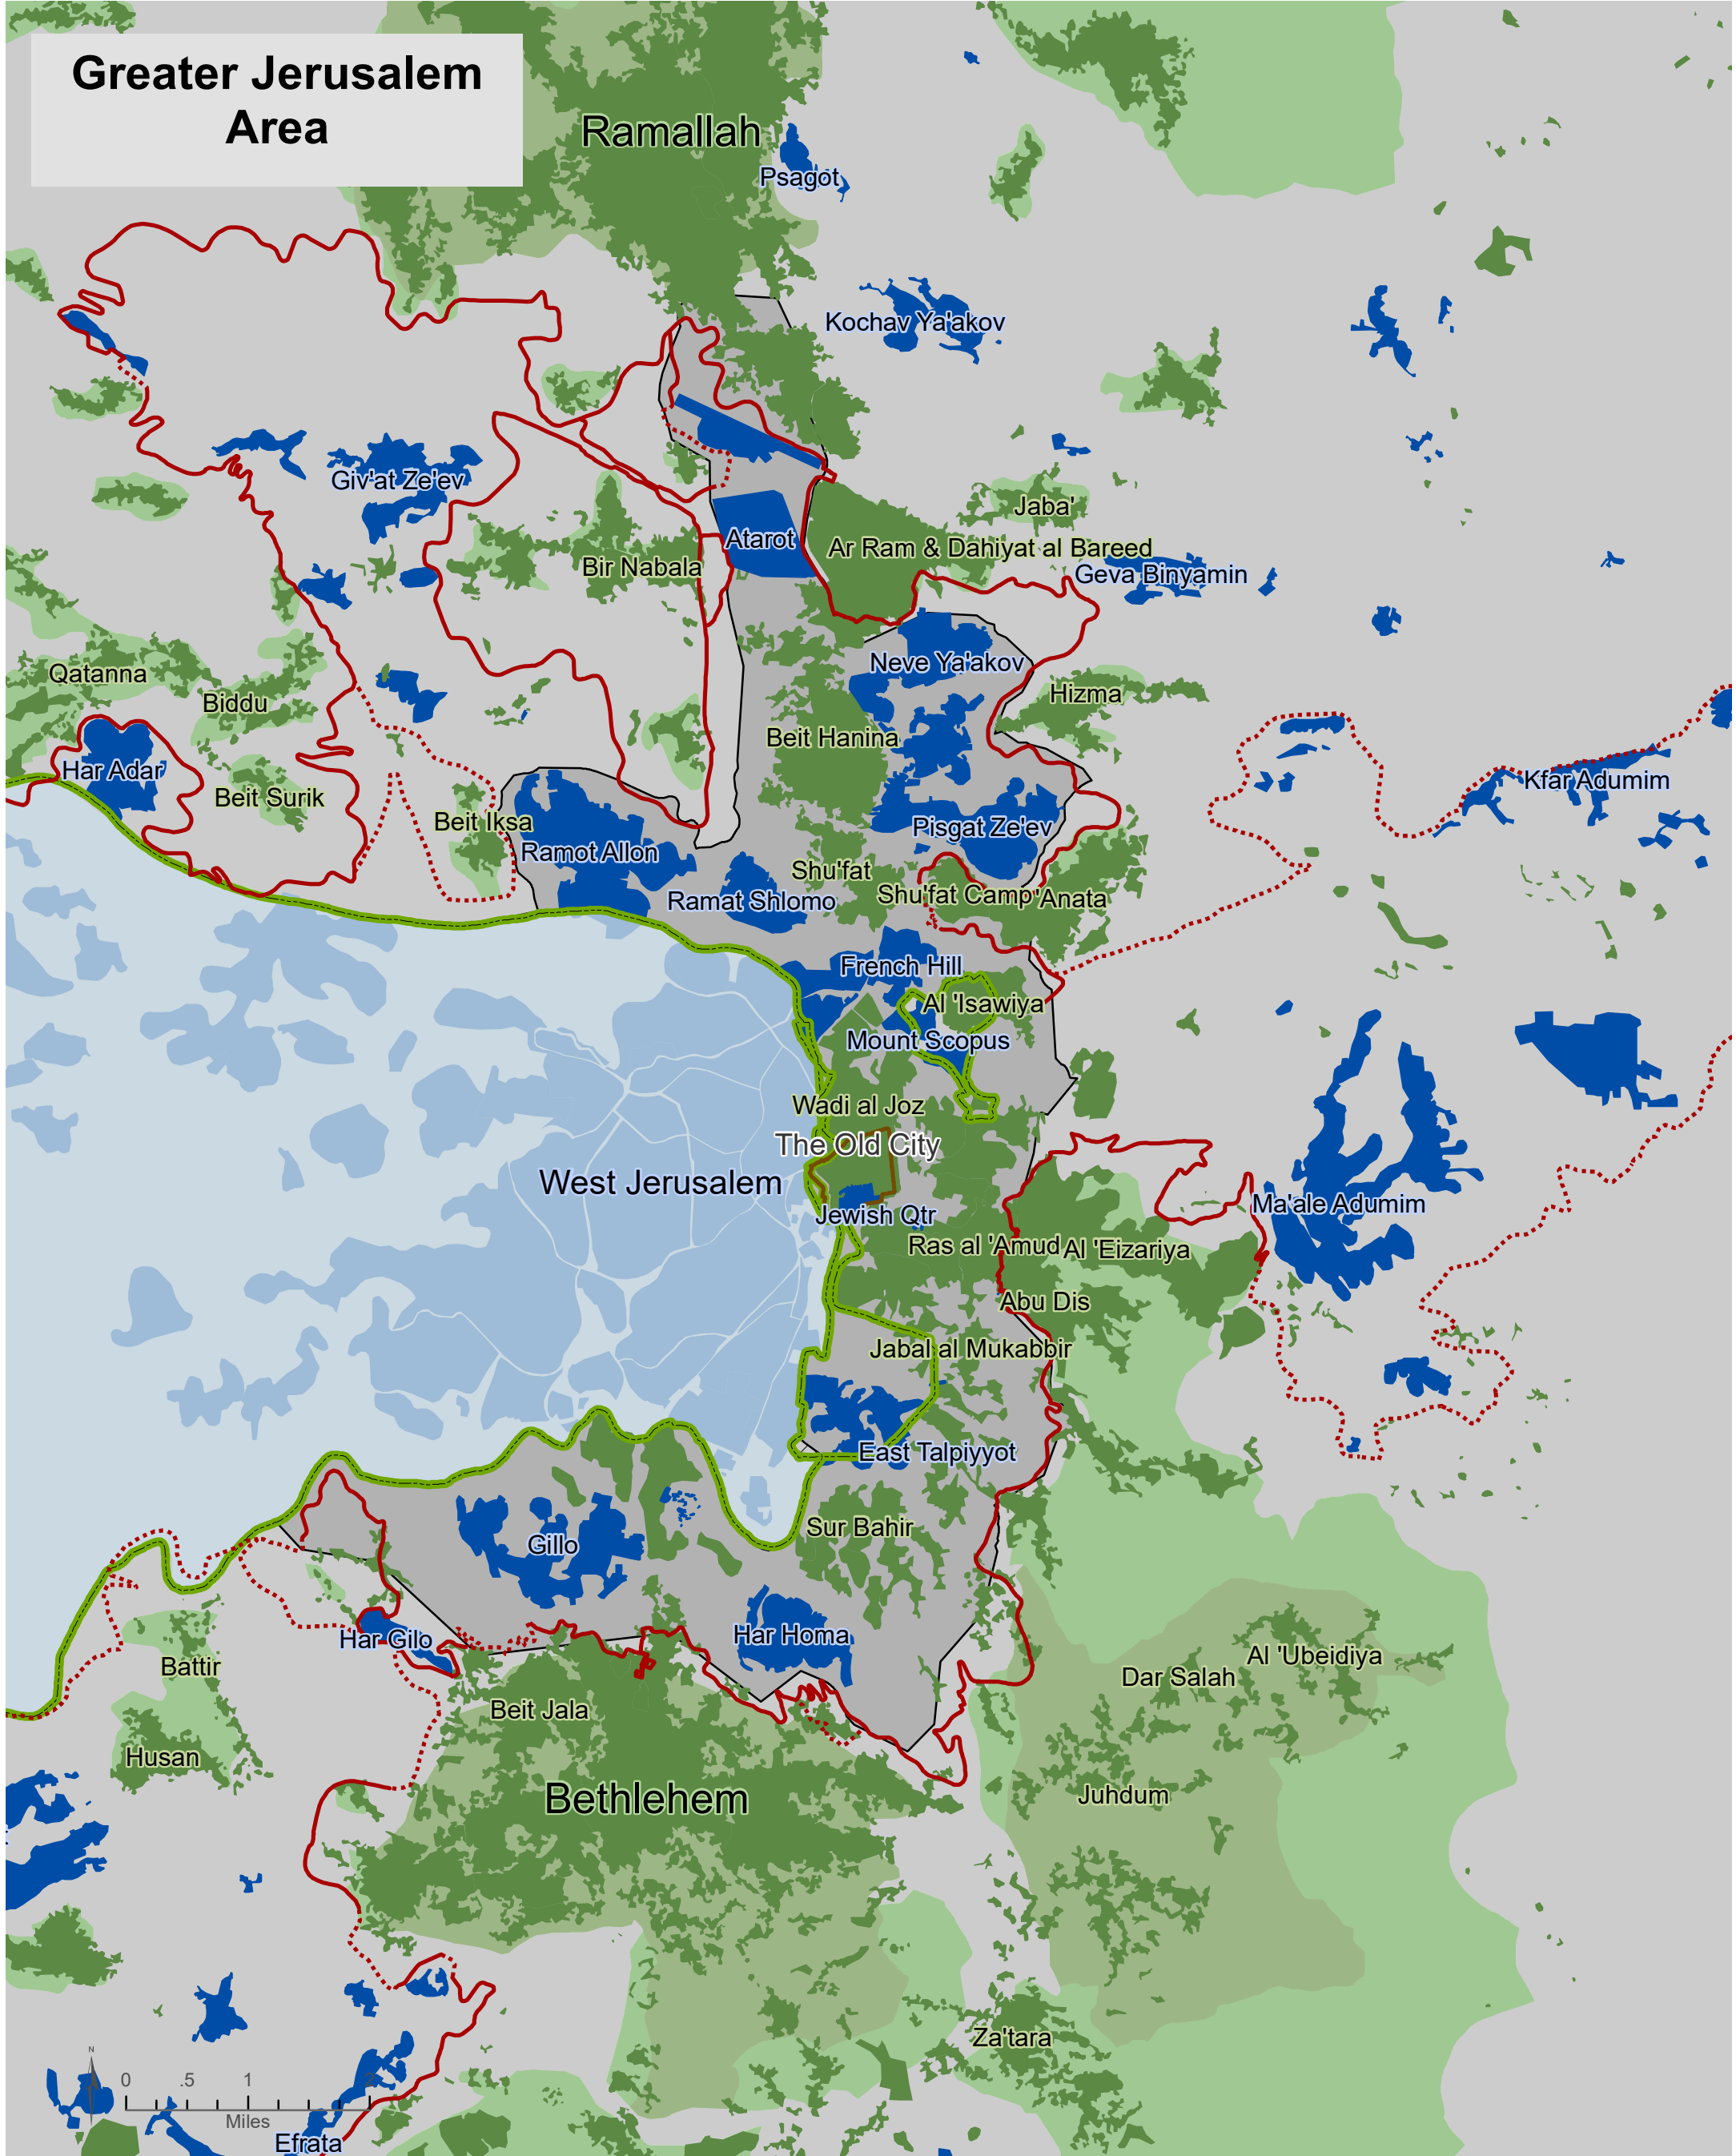 Greater Jerusalem
Area
Ramallah
Psagot
Kochav Ya'akov
Giv'at Ze'ev
Jaba'
Atarot
Ar Ram & Dahiyat al Bareed
Bir Nabala
Geva Binyamin
Neve Ya'akov
Qatanna
Hizma
Biddu
Beit Hanina
Har Adar
Kfar Adumim
Beit Surik
Beit Iksa
Pisgat Ze'ev
Ramot Allon
Shu'fat
Shu'fat Camp
'Anata
Ramat Shlomo
French Hill
Al 'Isawiya
Mount Scopus
Wadi al Joz
The Old City
West Jerusalem
Ma'ale Adumim
Jewish Qtr
Ras al 'Amud
Al 'Eizariya
Abu Dis
Jabal al Mukabbir
East Talpiyyot
Sur Bahir
Gillo
Har Homa
Har Gilo
Al 'Ubeidiya
Battir
Dar Salah
Beit Jala
Husan
Juhdum
Bethlehem
Za'tara
N
0 .5 1 2
Miles
Efrata